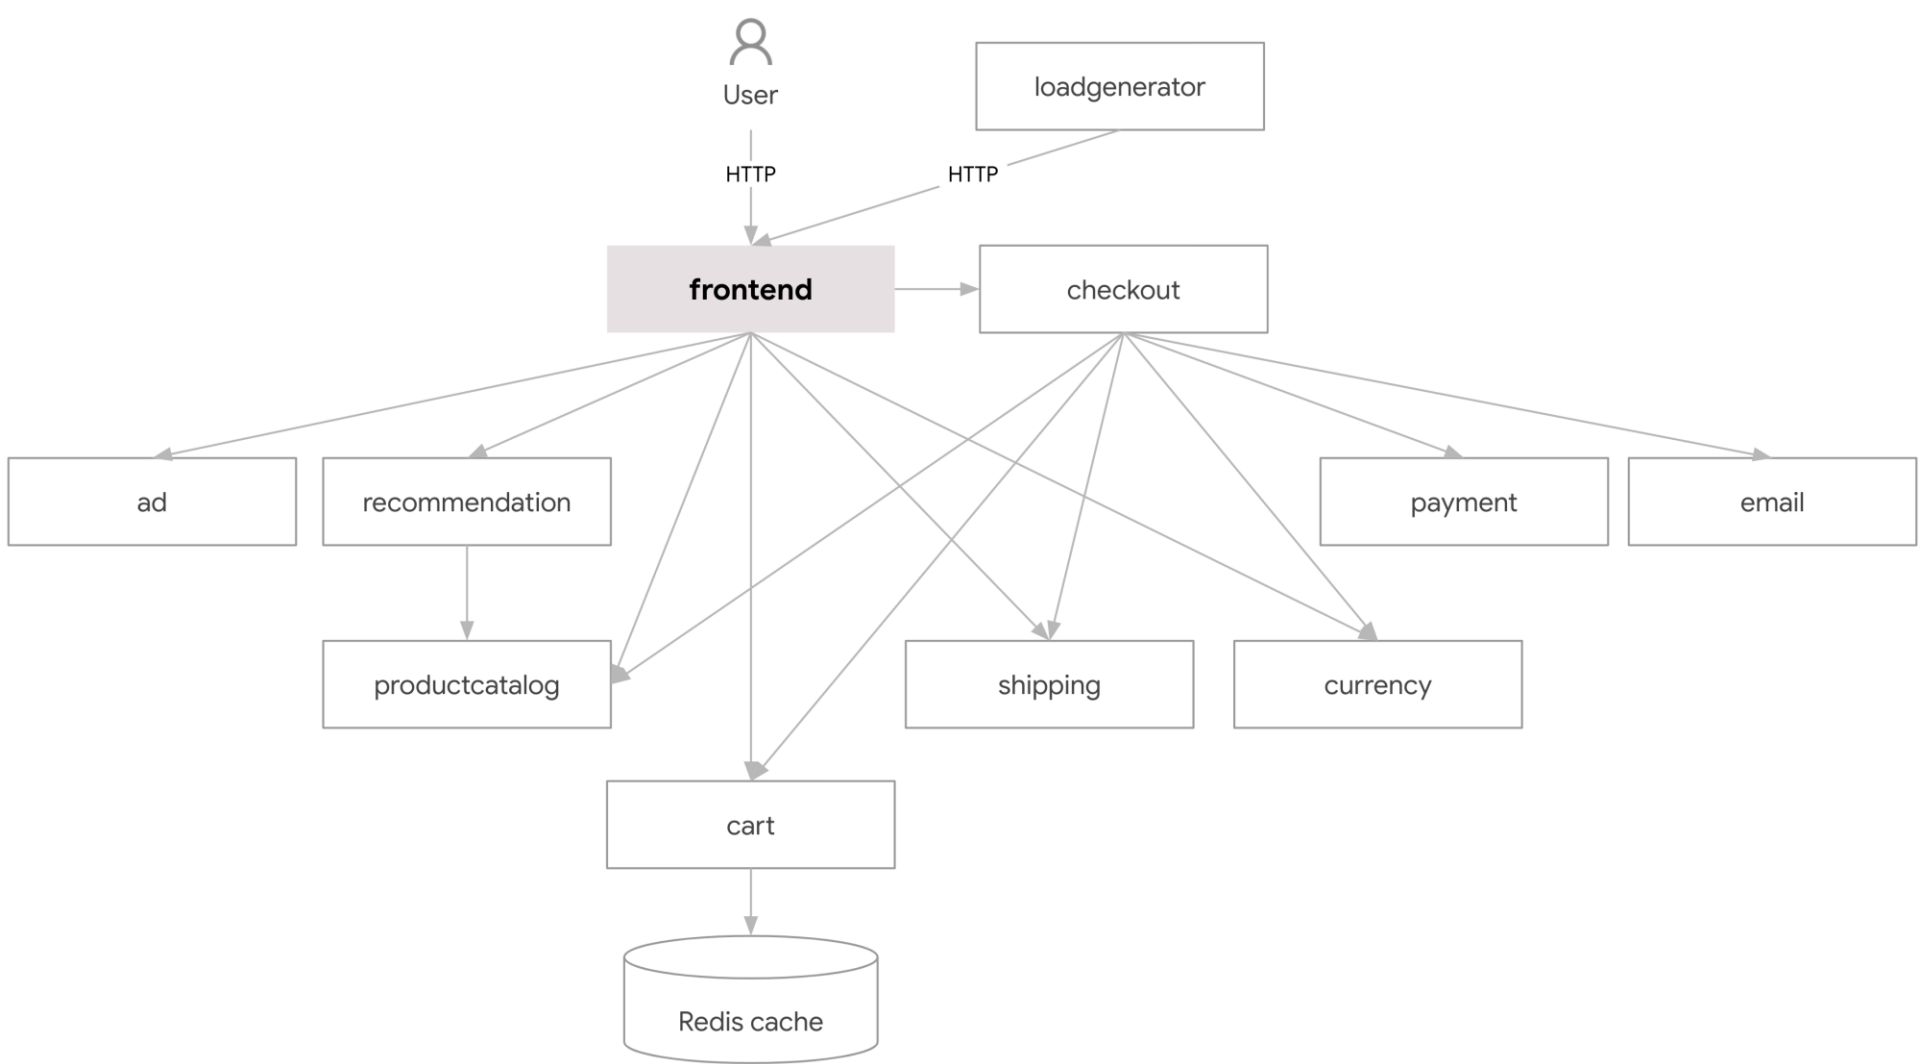 User
loadgenerator
HTTP
HTTP
frontend
checkout
ad
recommendation
payment
email
productcatalog
shipping
currency
cart
Redis cache